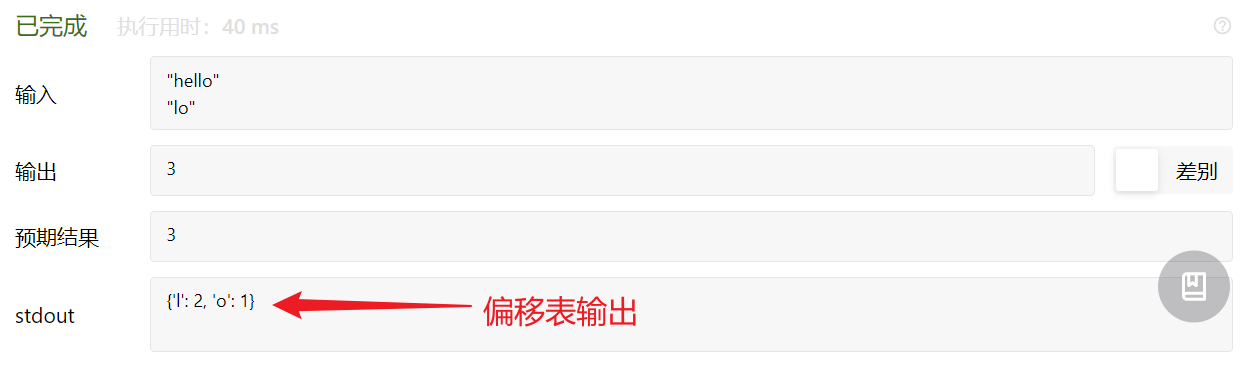 已完成 执行用时：40 ms
输入
"hello"
"lo"
输出
3
差别
预期结果
3
stdout
{'l': 2, 'o': 1}
偏移表输出